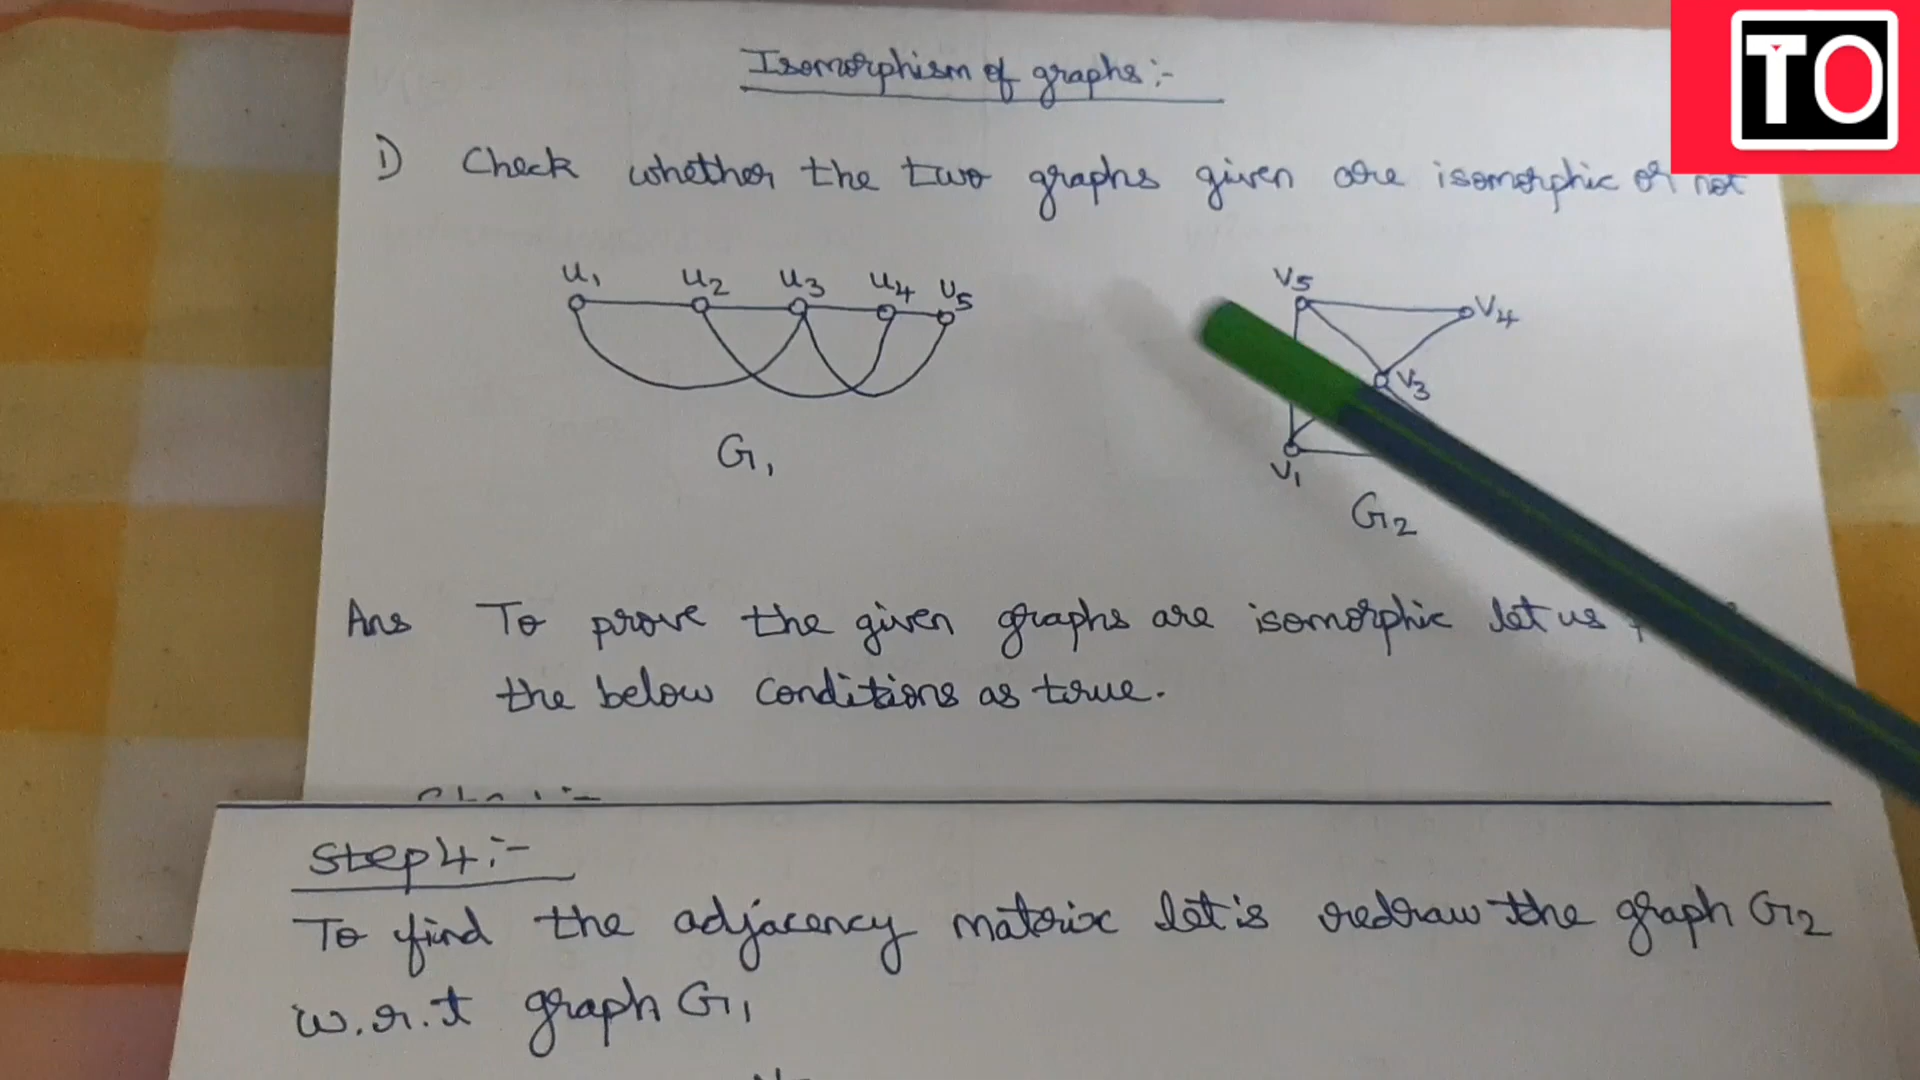 TO
Isomorphism of graphs:-
1) Check whether the two graphs given are isomorphic or not
u1 u2 u3 u4 u5
v5 v4
v3
v1
G1
G2
Ans To prove the given graphs are isomorphic let us
the below conditions as true.
Step 4:-
To find the adjacency matrix let's redraw the graph G2
w.r.t graph G1